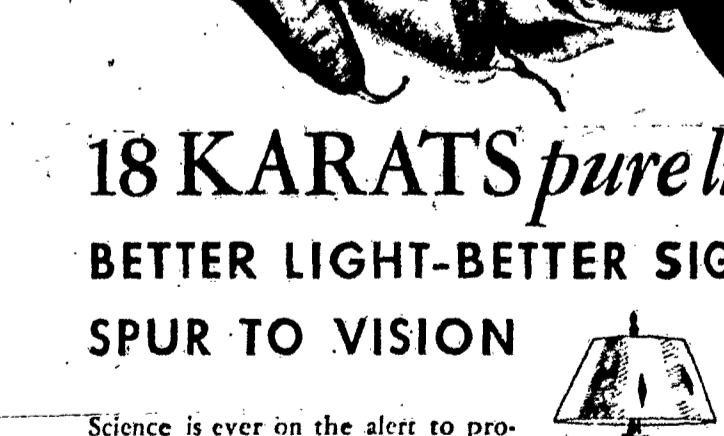 18 KARATS pure
BETTER LIGHT-BETTER
SPUR TO VISION
Science is ever on the alert to pro-